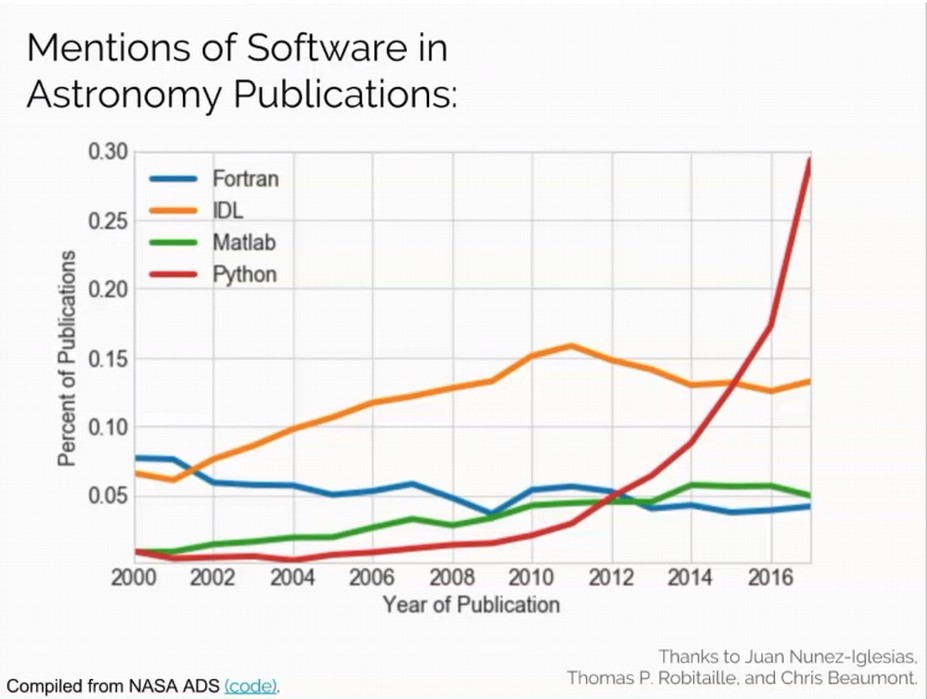 Mentions of Software in
Astronomy Publications:
0.30
0.25
0.20
0.15
0.10
0.05
Percent of Publications
Fortran
IDL
Matlab
Python
2000 2002 2004 2006 2008 2010 2012 2014 2016
Year of Publication
Thanks to Juan Nunez-Iglesias,
Thomas P. Robitaille, and Chris Beaumont.
Compiled from NASA ADS (code).